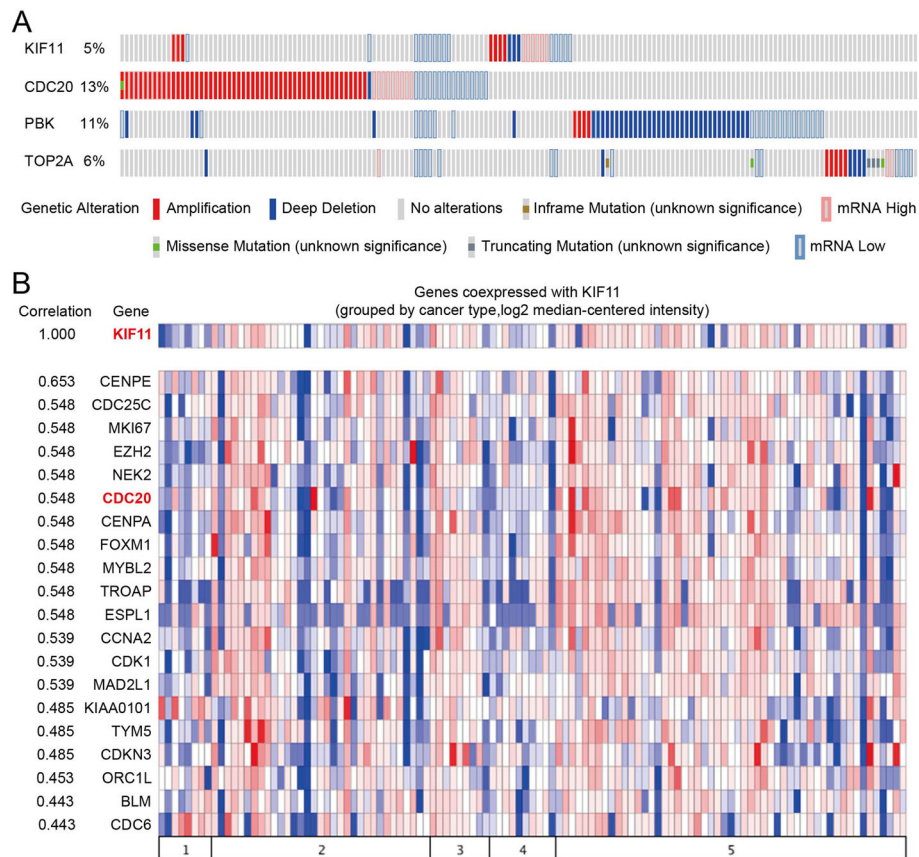 A
KIF11 5%
CDC20 13%
PBK 11%
TOP2A 6%
Genetic Alteration Amplification Deep Deletion No alterations Inframe Mutation (unknown significance) mRNA High
Missense Mutation (unknown significance) Truncating Mutation (unknown significance) mRNA Low
B
Genes coexpressed with KIF11
Correlation Gene (grouped by cancer type,log2 median-centered intensity)
1.000 KIF11
0.653 CENPE
0.548 CDC25C
0.548 MKI67
0.548 EZH2
0.548 NEK2
0.548 CDC20
0.548 CENPA
0.548 FOXM1
0.548 MYBL2
0.548 TROAP
0.548 ESPL1
0.539 CCNA2
0.539 CDK1
0.539 MAD2L1
0.485 KIAA0101
0.485 TYM5
0.485 CDKN3
0.453 ORC1L
0.443 BLM
0.443 CDC6
1 2 3 4 5